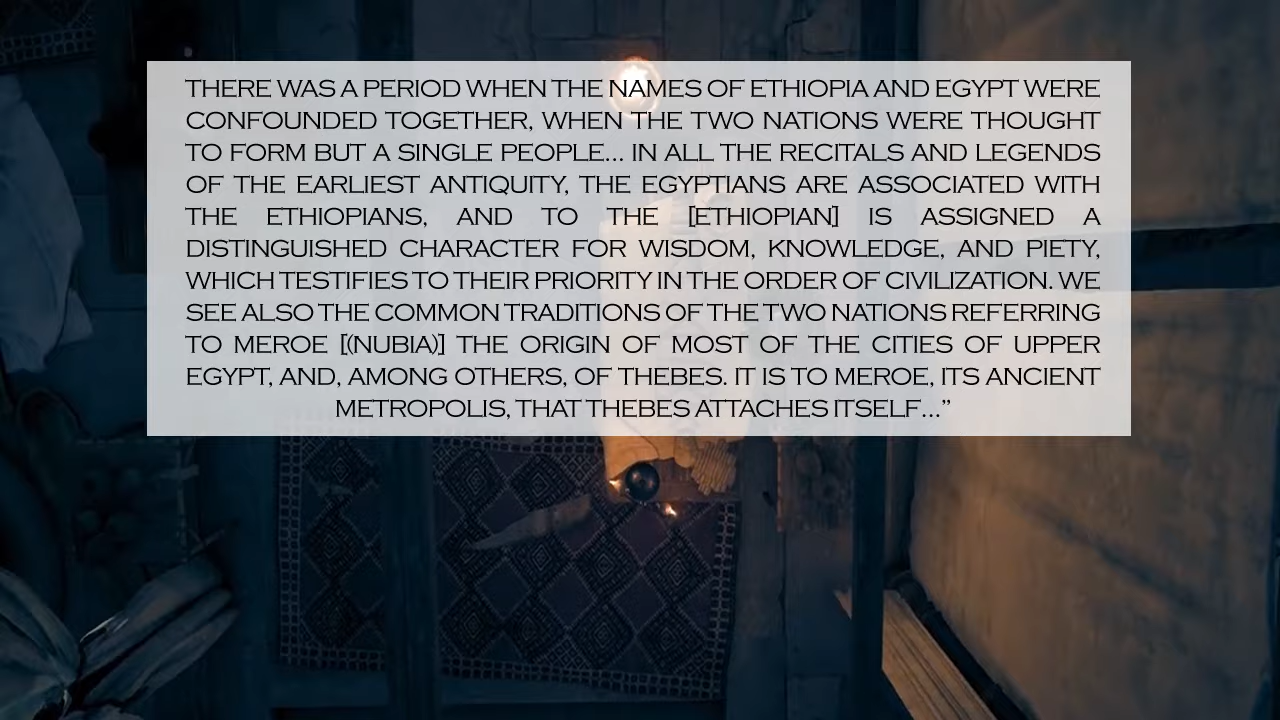 THERE WAS A PERIOD WHEN THE NAMES OF ETHIOPIA AND EGYPT WERE
CONFOUNDED TOGETHER, WHEN THE TWO NATIONS WERE THOUGHT
TO FORM BUT A SINGLE PEOPLE... IN ALL THE RECITALS AND LEGENDS
OF THE EARLIEST ANTIQUITY, THE EGYPTIANS ARE ASSOCIATED WITH
THE ETHIOPIANS, AND TO THE [ETHIOPIAN] IS ASSIGNED A
DISTINGUISHED CHARACTER FOR WISDOM, KNOWLEDGE, AND PIETY,
WHICH TESTIFIES TO THEIR PRIORITY IN THE ORDER OF CIVILIZATION. WE
SEE ALSO THE COMMON TRADITIONS OF THE TWO NATIONS REFERRING
TO MEROE [(NUBIA)] THE ORIGIN OF MOST OF THE CITIES OF UPPER
EGYPT, AND, AMONG OTHERS, OF THEBES. IT IS TO MEROE, ITS ANCIENT
METROPOLIS, THAT THEBES ATTACHES ITSELF...”